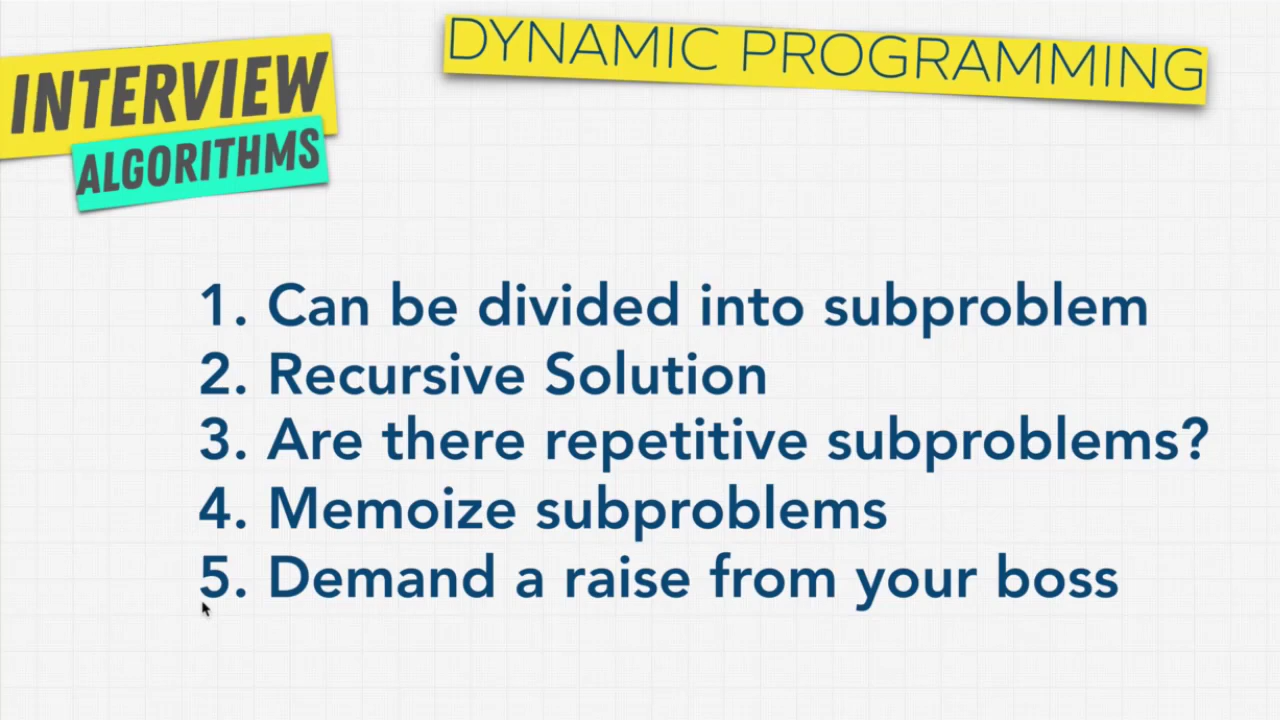 INTERVIEW
ALGORITHMS
DYNAMIC PROGRAMMING
1. Can be divided into subproblem
2. Recursive Solution
3. Are there repetitive subproblems?
4. Memoize subproblems
5. Demand a raise from your boss